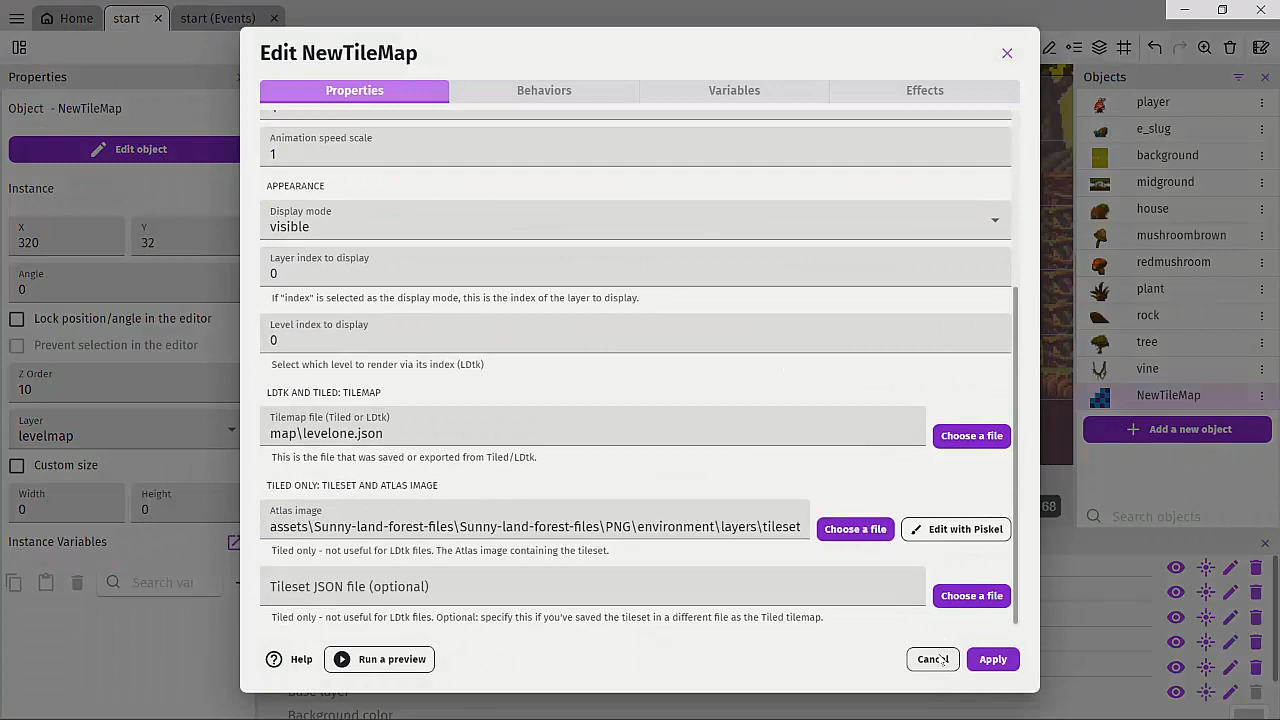 Home
start
start (Events)
Edit NewTileMap
Properties
Behaviors
Variables
Effects
Properties
Object - NewTileMap
Edit object
Instance
X
320
Y
32
Angle
0
Lock position/angle in the editor
Prevent selection in the editor
Z Order
10
Layer
levelmap
Custom size
Width
0
Height
0
Instance Variables
Animation speed scale
1
APPEARANCE
Display mode
visible
Layer index to display
0
If "index" is selected as the display mode, this is the index of the layer to display.
Level index to display
0
Select which level to render via its index (LDtk)
LDTK AND TILED: TILEMAP
Tilemap file (Tiled or LDtk)
map\levelone.json
Choose a file
This is the file that was saved or exported from Tiled/LDtk.
TILED ONLY: TILESET AND ATLAS IMAGE
Atlas image
assets\Sunny-land-forest-files\Sunny-land-forest-files\PNG\environment\layers\tileset
Choose a file
Edit with Piskel
Tiled only - not useful for LDtk files. The Atlas image containing the tileset.
Tileset JSON file (optional)
Choose a file
Tiled only - not useful for LDtk files. Optional: specify this if you've saved the tileset in a different file as the Tiled tilemap.
Help
Run a preview
Cancel
Apply
Objects
player
e_slug
background
midground
house
mushroombrown
redmushroom
plant
rock
tree
vine
NewTileMap
Add a new object
68
Search objects
Base layer
Background color